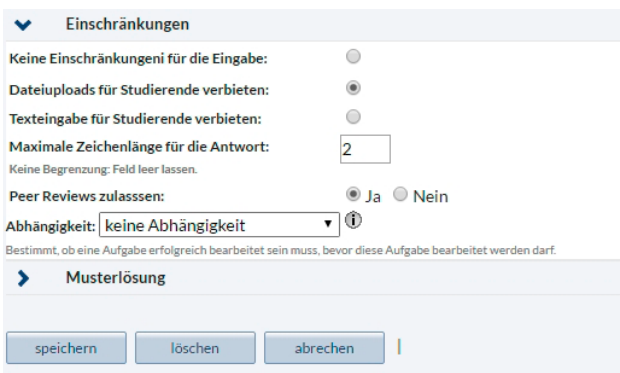 Einschränkungen
Keine Einschränkungeni für die Eingabe:
Dateiuploads für Studierende verbieten:
Texteingabe für Studierende verbieten:
Maximale Zeichenlänge für die Antwort: 2
Keine Begrenzung: Feld leer lassen.
Peer Reviews zulasssen: Ja Nein
Abhängigkeit: keine Abhängigkeit
Bestimmt, ob eine Aufgabe erfolgreich bearbeitet sein muss, bevor diese Aufgabe bearbeitet werden darf.
Musterlösung
speichern löschen abrechen